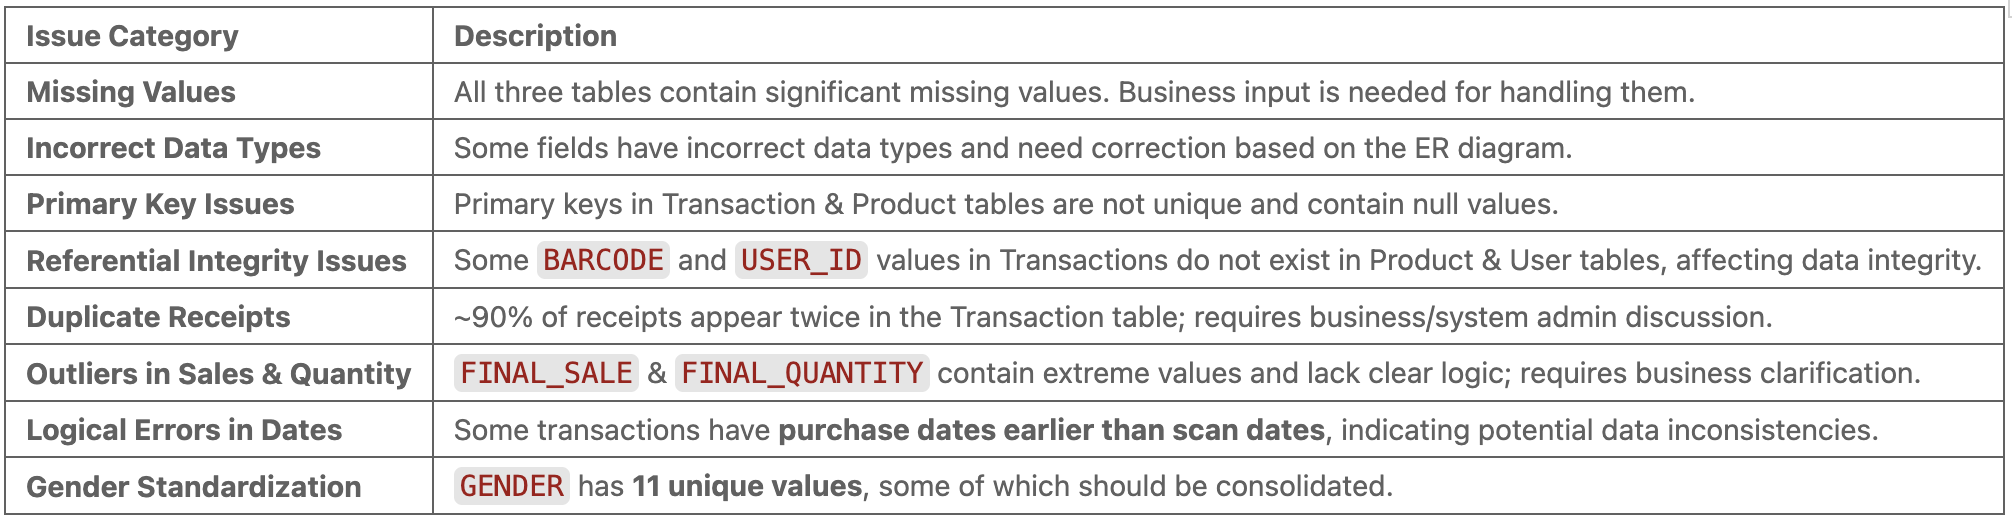 Issue Category Description
Missing Values All three tables contain significant missing values. Business input is needed for handling them.
Incorrect Data Types Some fields have incorrect data types and need correction based on the ER diagram.
Primary Key Issues Primary keys in Transaction & Product tables are not unique and contain null values.
Referential Integrity Issues Some BARCODE and USER_ID values in Transactions do not exist in Product & User tables, affecting data integrity.
Duplicate Receipts ~90% of receipts appear twice in the Transaction table; requires business/system admin discussion.
Outliers in Sales & Quantity FINAL_SALE & FINAL_QUANTITY contain extreme values and lack clear logic; requires business clarification.
Logical Errors in Dates Some transactions have purchase dates earlier than scan dates, indicating potential data inconsistencies.
Gender Standardization GENDER has 11 unique values, some of which should be consolidated.